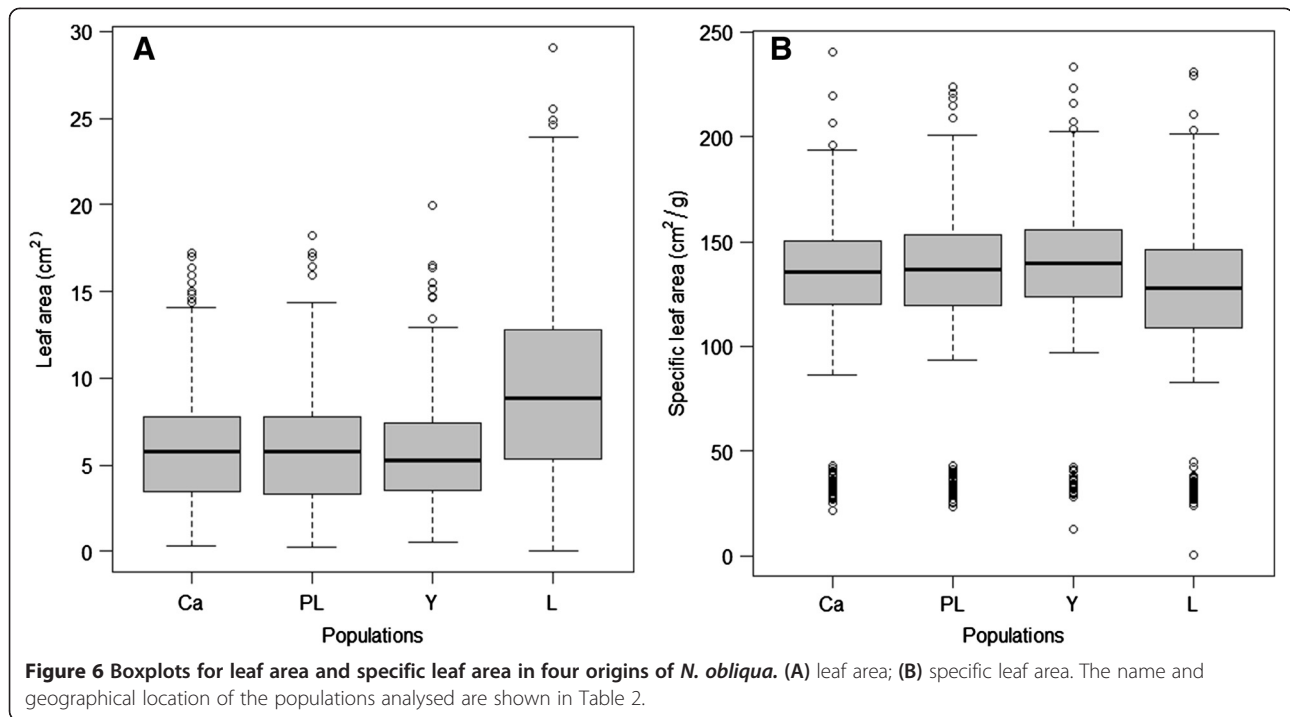 A
30
25
20
15
10
5
0
Leaf area (cm²)
Ca PL Y L
Populations
B
250
200
150
100
50
0
Specific leaf area (cm²/g)
Ca PL Y L
Populations
Figure 6 Boxplots for leaf area and specific leaf area in four origins of N. obliqua. (A) leaf area; (B) specific leaf area. The name and
geographical location of the populations analysed are shown in Table 2.